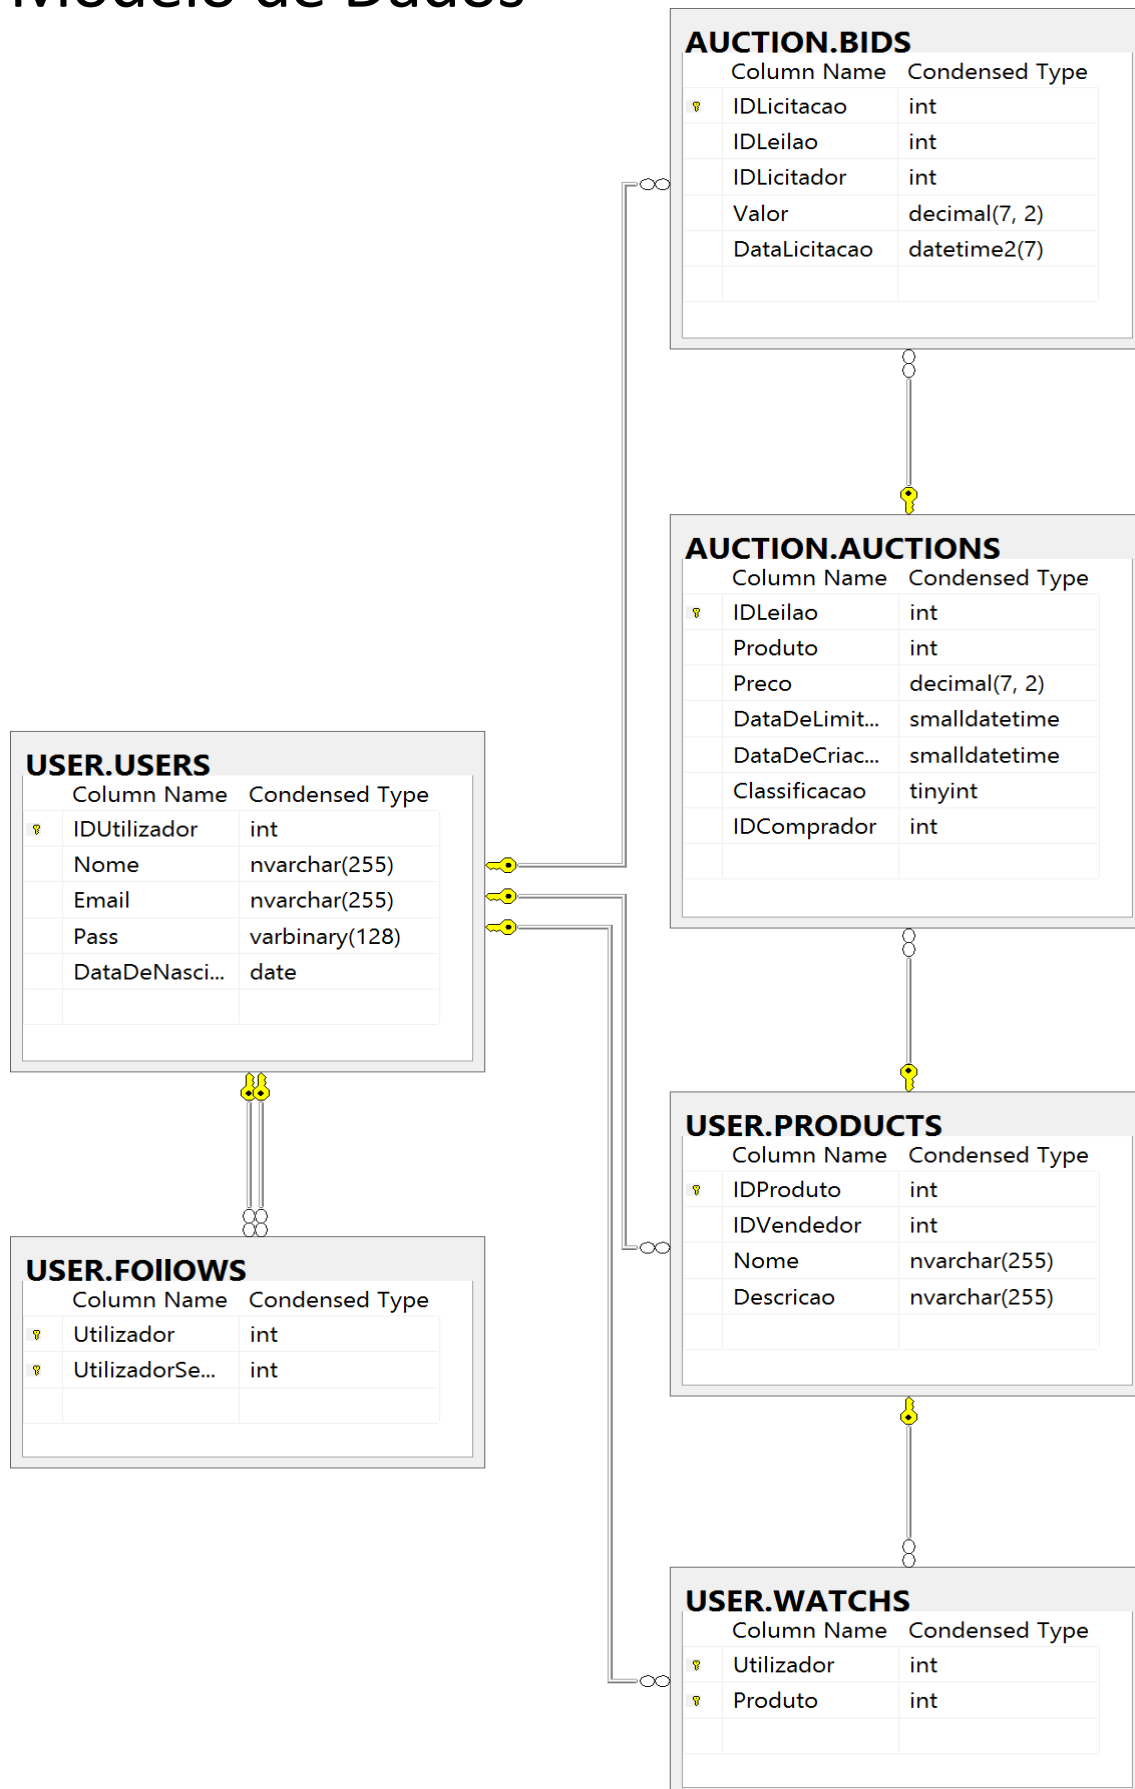 Modelo de Dados
AUCTION.BIDS
Column Name Condensed Type
IDLicitacao int
IDLeilao int
IDLicitador int
Valor decimal(7, 2)
DataLicitacao datetime2(7)
AUCTION.AUCTIONS
Column Name Condensed Type
IDLeilao int
Produto int
Preco decimal(7, 2)
DataDeLimit... smalldatetime
DataDeCriac... smalldatetime
Classificacao tinyint
IDComprador int
USER.USERS
Column Name Condensed Type
IDUtilizador int
Nome nvarchar(255)
Email nvarchar(255)
Pass varbinary(128)
DataDeNasci... date
USER.PRODUCTS
Column Name Condensed Type
IDProduto int
IDVendedor int
Nome nvarchar(255)
Descricao nvarchar(255)
USER.FOllOWS
Column Name Condensed Type
Utilizador int
UtilizadorSe... int
USER.WATCHS
Column Name Condensed Type
Utilizador int
Produto int